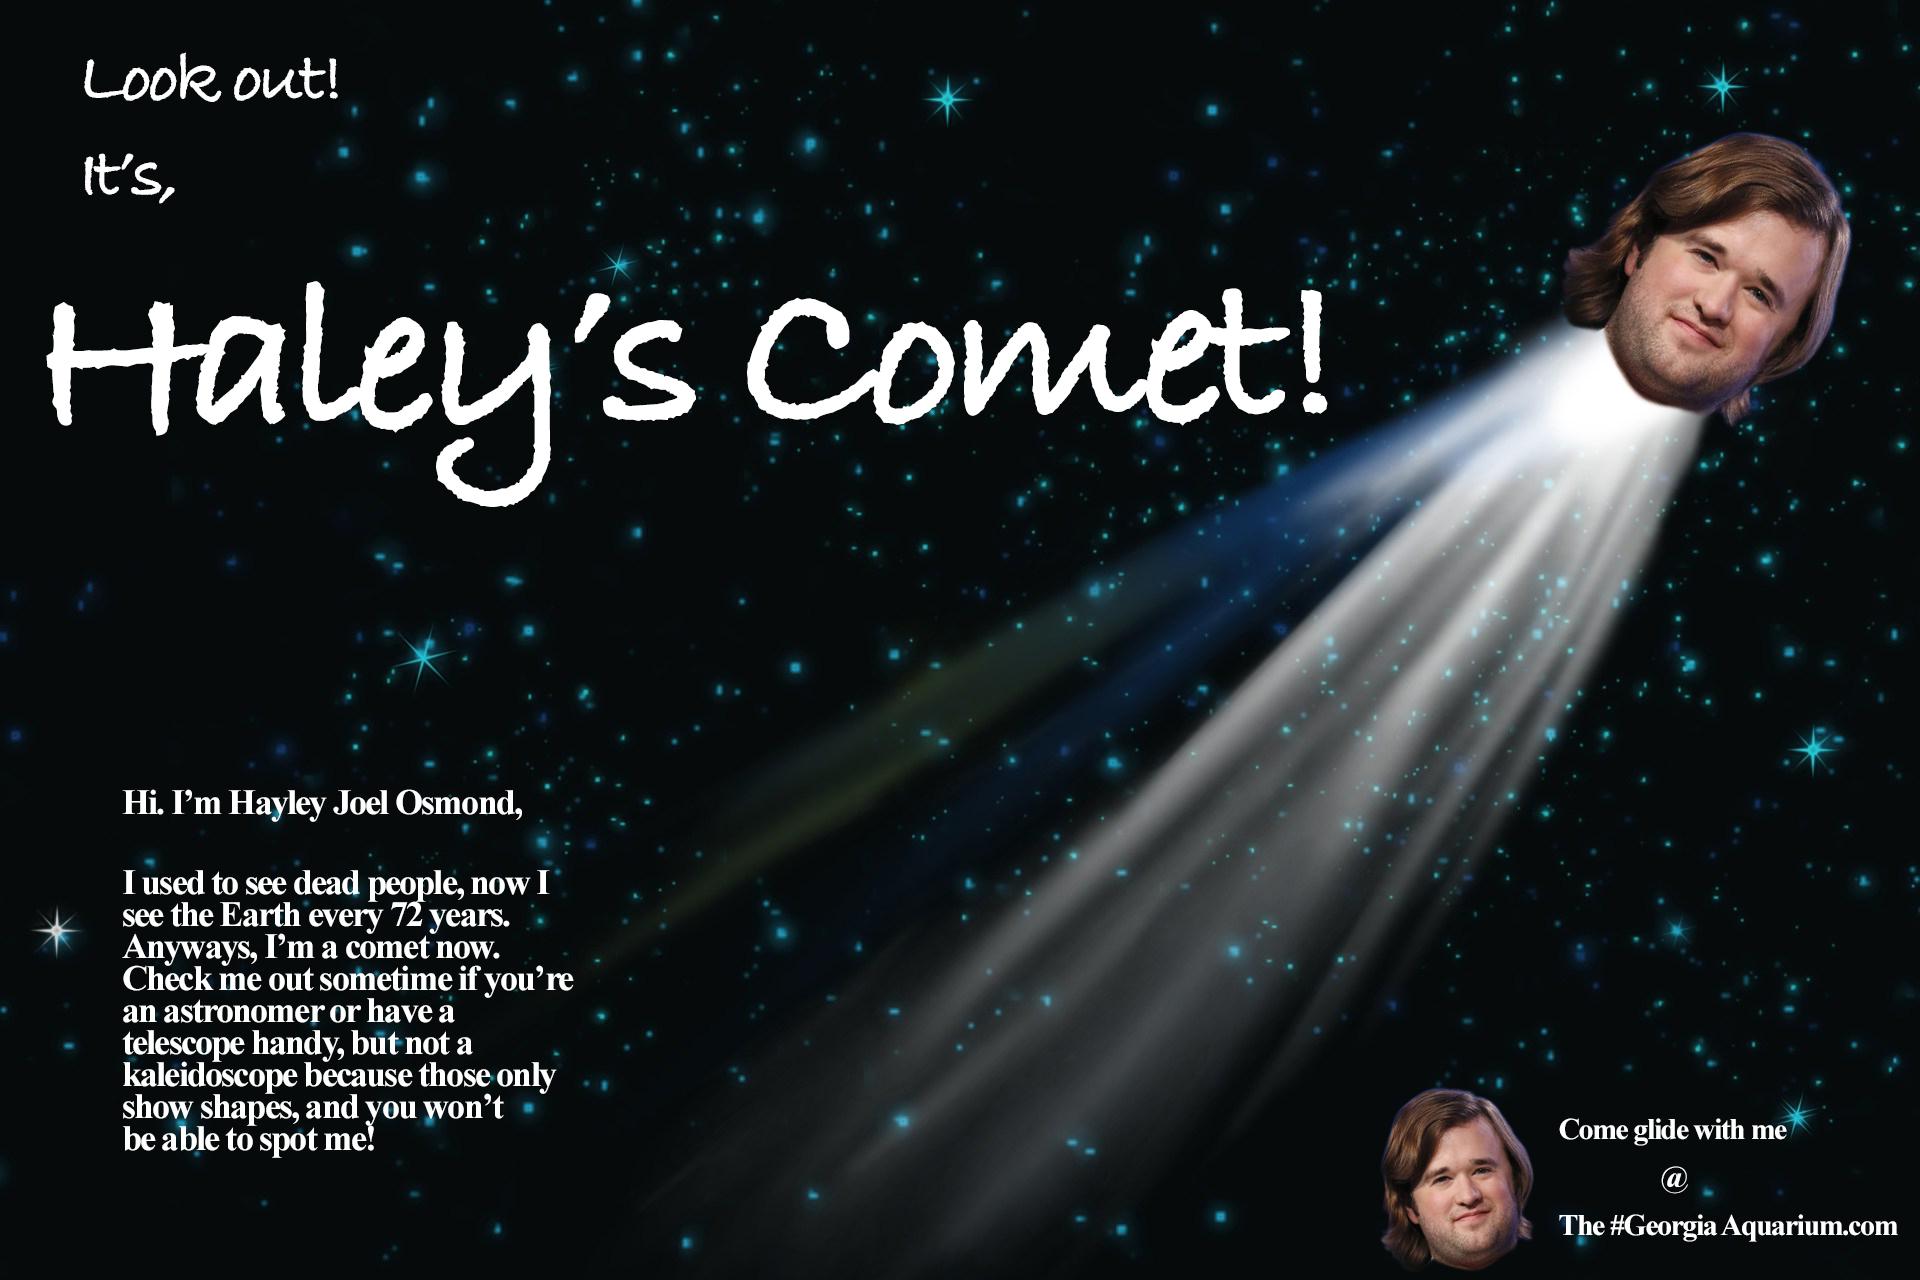 Look out!
It's,
Haley's Comet!
Hi. I'm Hayley Joel Osmond,
I used to see dead people, now I
see the Earth every 72 years.
Anyways, I'm a comet now.
Check me out sometime if you're
an astronomer or have a
telescope handy, but not a
kaleidoscope because those only
show shapes, and you won't
be able to spot me!
Come glide with me
@
The #Georgia Aquarium.com